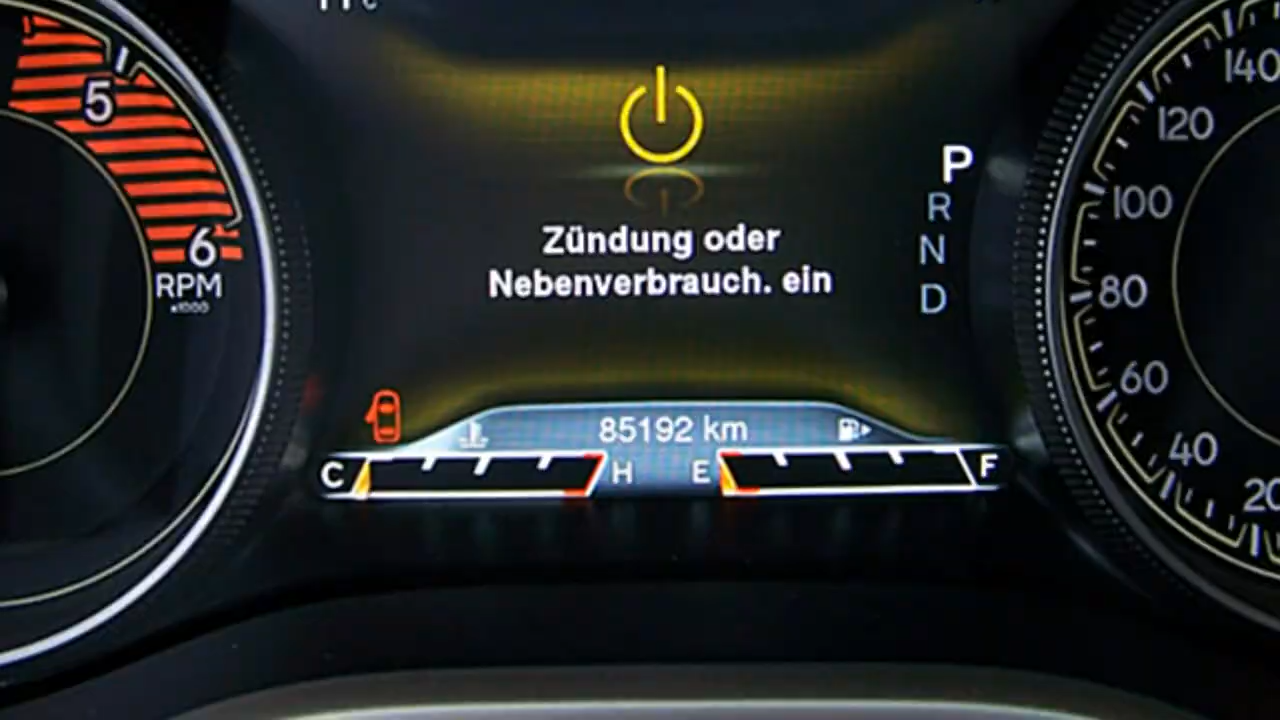 5
6
RPM
x1000
Zündung oder
Nebenverbrauch. ein
P
R
N
D
85192 km
C
H
E
F
140
120
100
80
60
40
20